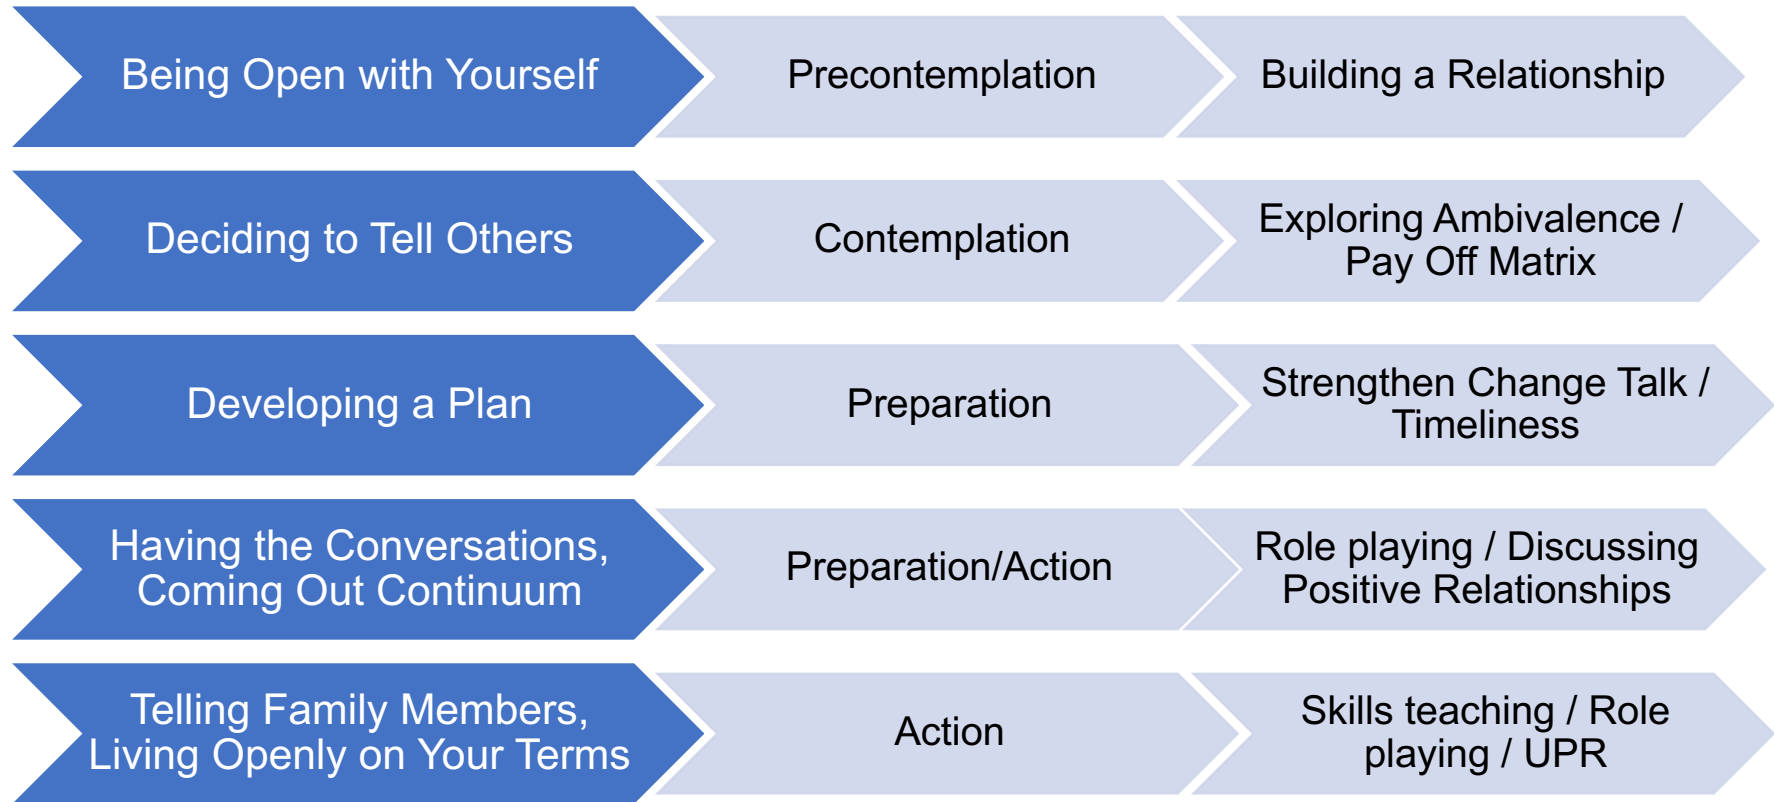 Being Open with Yourself
Precontemplation
Building a Relationship
Deciding to Tell Others
Contemplation
Exploring Ambivalence /
Pay Off Matrix
Developing a Plan
Preparation
Strengthen Change Talk /
Timeliness
Having the Conversations,
Coming Out Continuum
Preparation/Action
Role playing / Discussing
Positive Relationships
Telling Family Members,
Living Openly on Your Terms
Action
Skills teaching / Role
playing / UPR